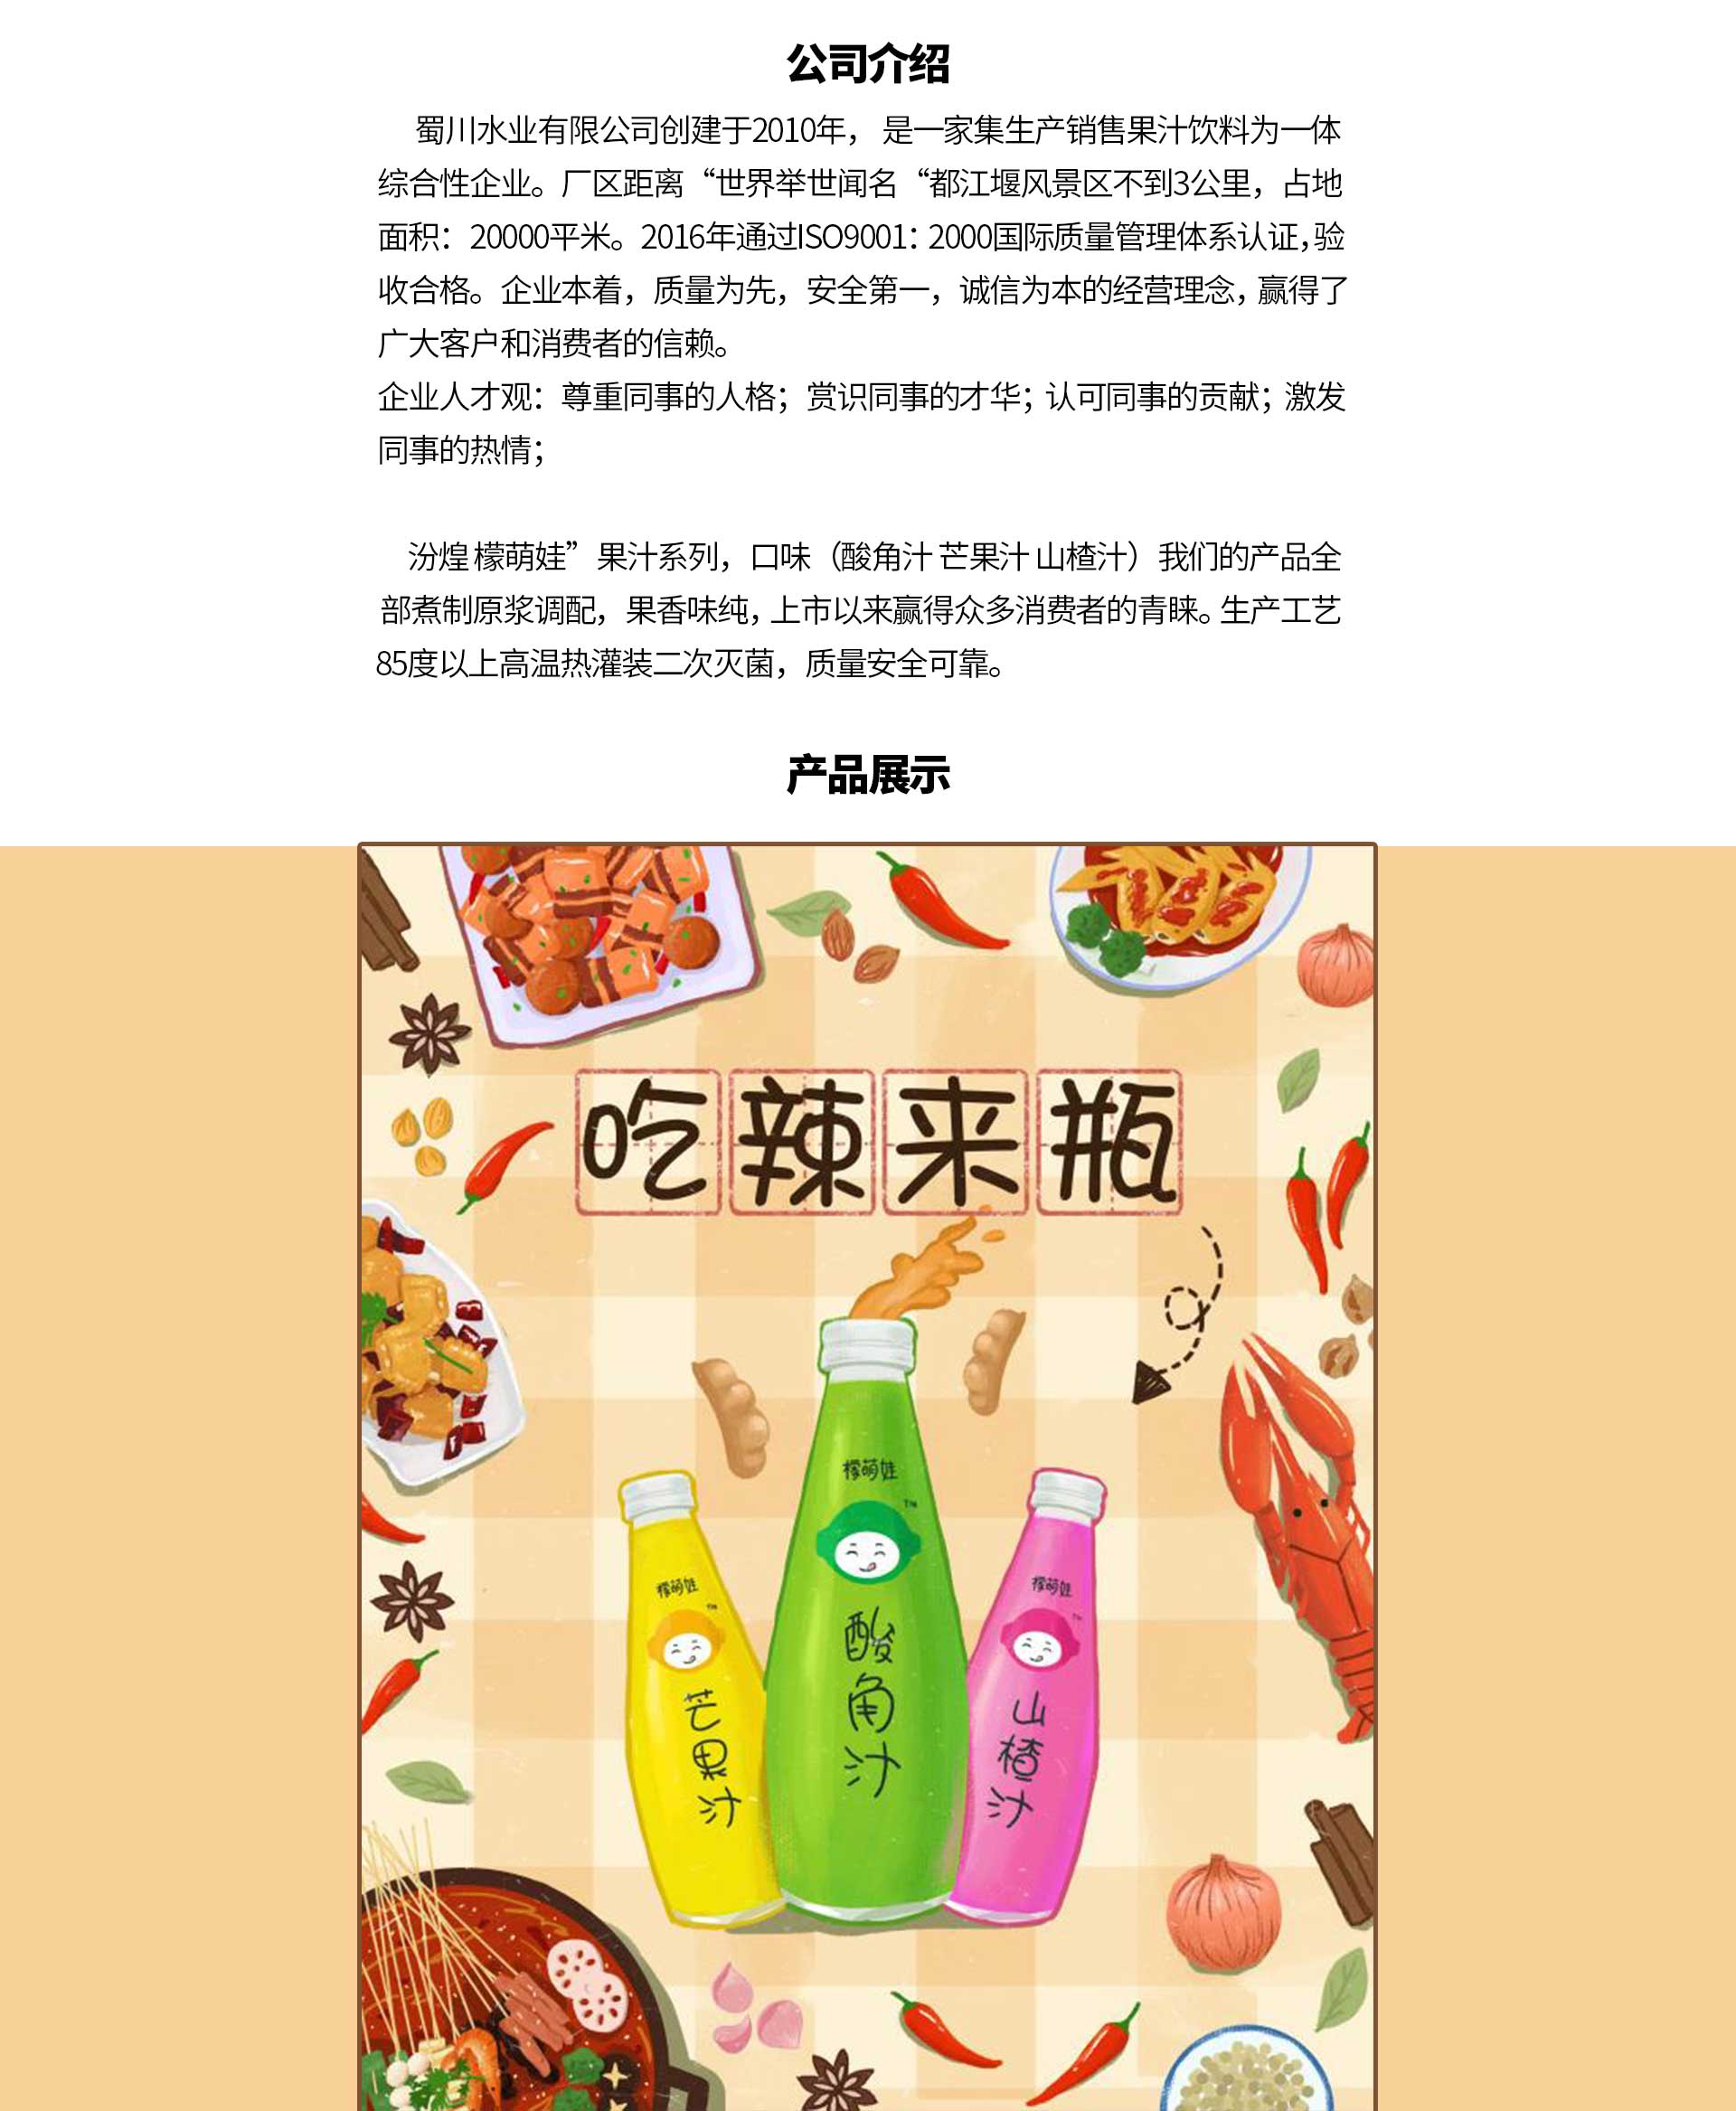 公司介绍
蜀川水业有限公司创建于2010年， 是一家集生产销售果汁饮料为一体
综合性企业。厂区距离“世界举世闻名“都江堰风景区不到3公里，占地
面积：20000平米。2016年通过ISO9001：2000国际质量管理体系认证，验
收合格。企业本着，质量为先，安全第一，诚信为本的经营理念，赢得了
广大客户和消费者的信赖。
企业人才观：尊重同事的人格；赏识同事的才华；认可同事的贡献；激发
同事的热情；
汾煌 檬萌娃”果汁系列，口味（酸角汁 芒果汁 山楂汁）我们的产品全
部煮制原浆调配，果香味纯，上市以来赢得众多消费者的青睐。生产工艺
85度以上高温热灌装二次灭菌，质量安全可靠。
产品展示
吃辣来瓶
檬萌娃
TM
酸角汁
檬萌娃
TM
芒果汁
檬萌娃
TM
山楂汁